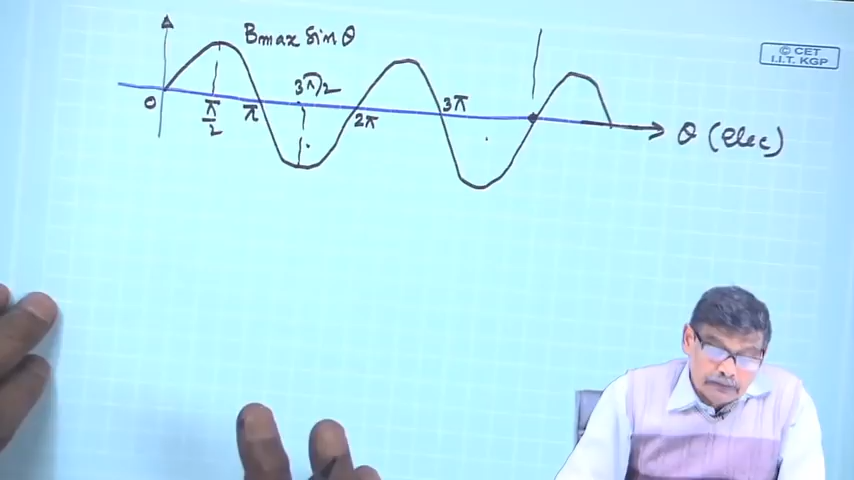 Bmax Sin θ
© CET
I.I.T. KGP
0
π/2
π
3π/2
2π
3π
θ (Elec)